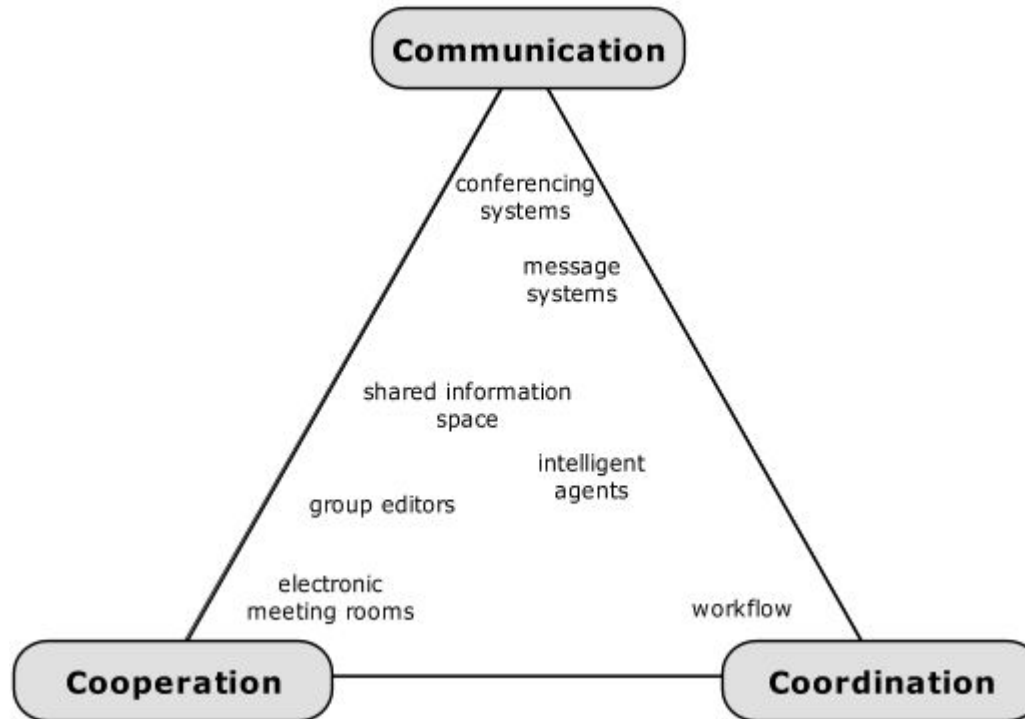 Communication
conferencing
systems
message
systems
shared information
space
intelligent
agents
group editors
electronic
meeting rooms
workflow
Cooperation
Coordination